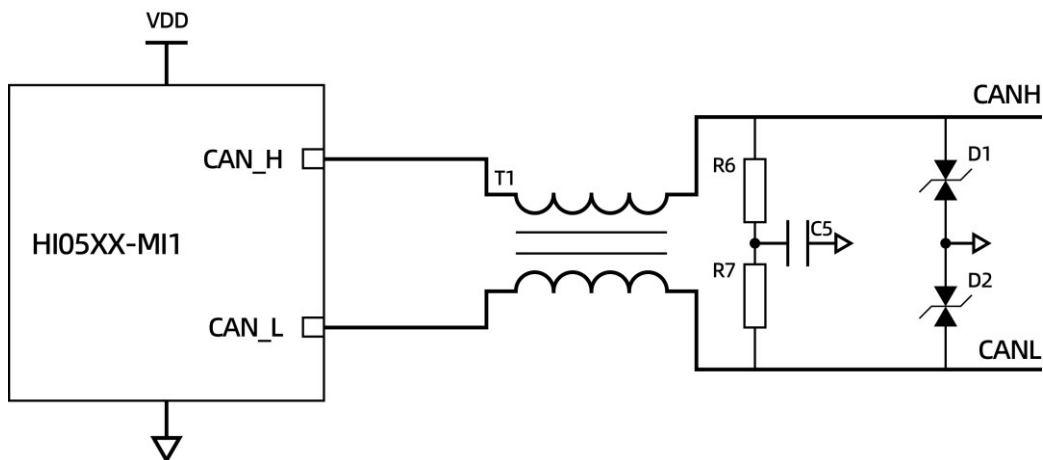 VDD
CANH
CAN_H
T1
R6
D1
HI05XX-MI1
C5
R7
D2
CAN_L
CANL